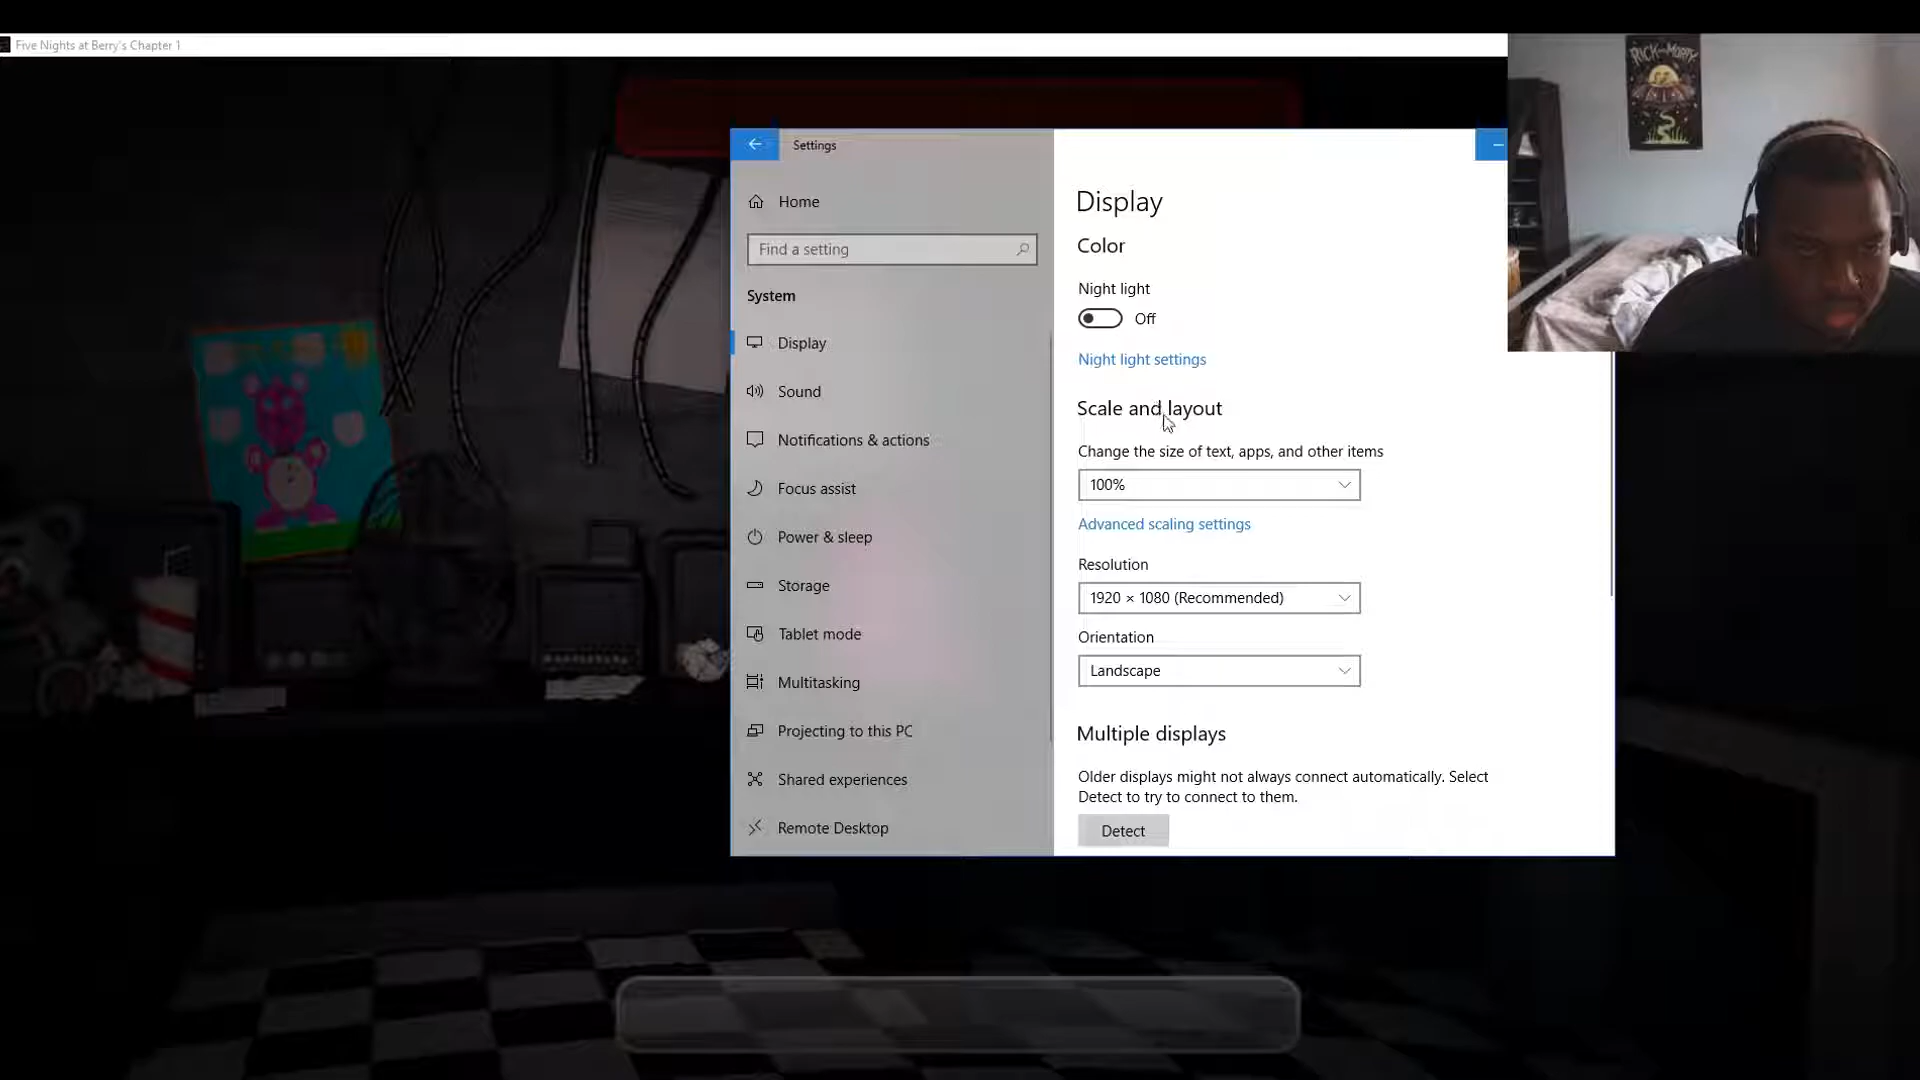 Five Nights at Berry's Chapter 1
RICK AND MORTY
Settings
Home
Find a setting
System
Display
Sound
Notifications & actions
Focus assist
Power & sleep
Storage
Tablet mode
Multitasking
Projecting to this PC
Shared experiences
Remote Desktop
Display
Color
Night light
Off
Night light settings
Scale and layout
Change the size of text, apps, and other items
100%
Advanced scaling settings
Resolution
1920 × 1080 (Recommended)
Orientation
Landscape
Multiple displays
Older displays might not always connect automatically. Select
Detect to try to connect to them.
Detect